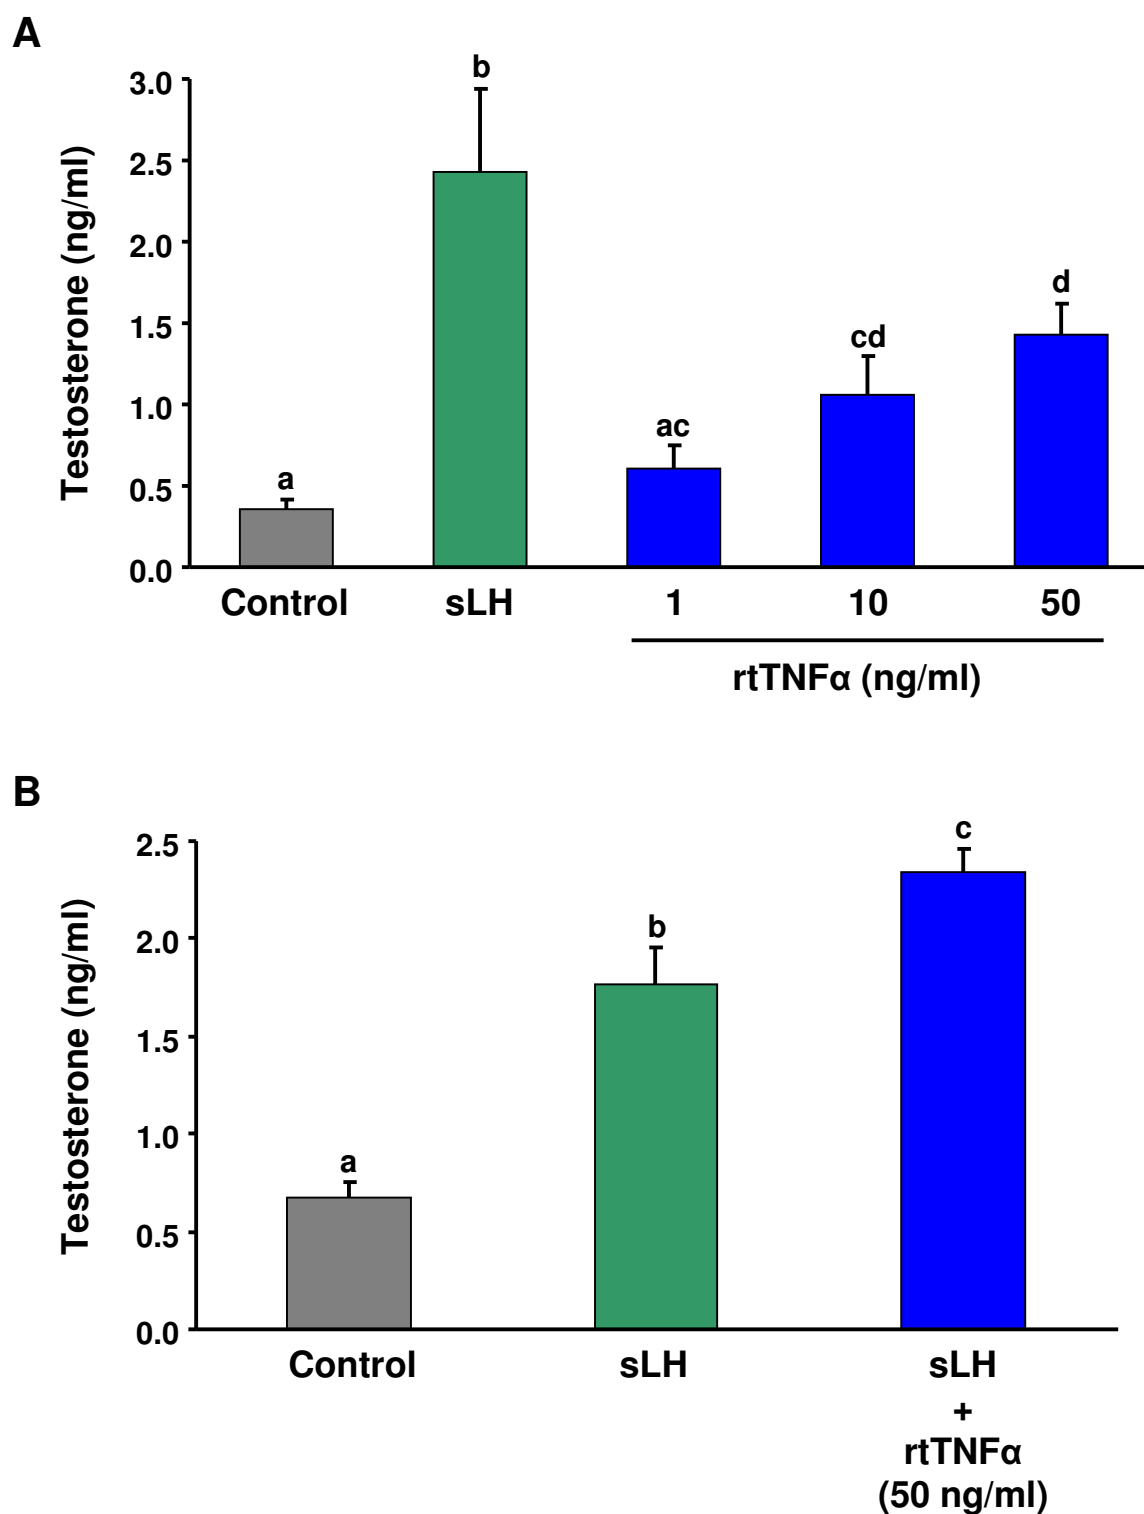 A
Testosterone (ng/ml)
3.0
2.5
2.0
1.5
1.0
0.5
0.0
a
b
ac
cd
d
Control sLH 1 10 50
rtTNFα (ng/ml)
B
Testosterone (ng/ml)
2.5
2.0
1.5
1.0
0.5
0.0
a
b
c
Control sLH sLH
+
rtTNFα
(50 ng/ml)